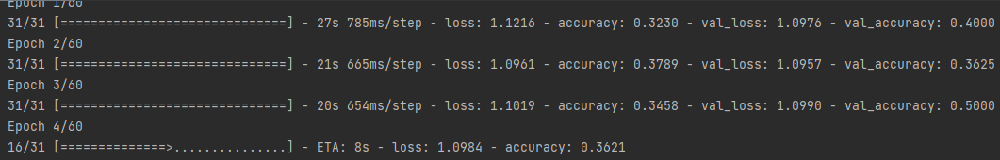 Epoch 1/60
31/31 [==============================] - 27s 785ms/step - loss: 1.1216 - accuracy: 0.3230 - val_loss: 1.0976 - val_accuracy: 0.4000
Epoch 2/60
31/31 [==============================] - 21s 665ms/step - loss: 1.0961 - accuracy: 0.3789 - val_loss: 1.0957 - val_accuracy: 0.3625
Epoch 3/60
31/31 [==============================] - 20s 654ms/step - loss: 1.1019 - accuracy: 0.3458 - val_loss: 1.0990 - val_accuracy: 0.5000
Epoch 4/60
16/31 [==============>...............] - ETA: 8s - loss: 1.0984 - accuracy: 0.3621